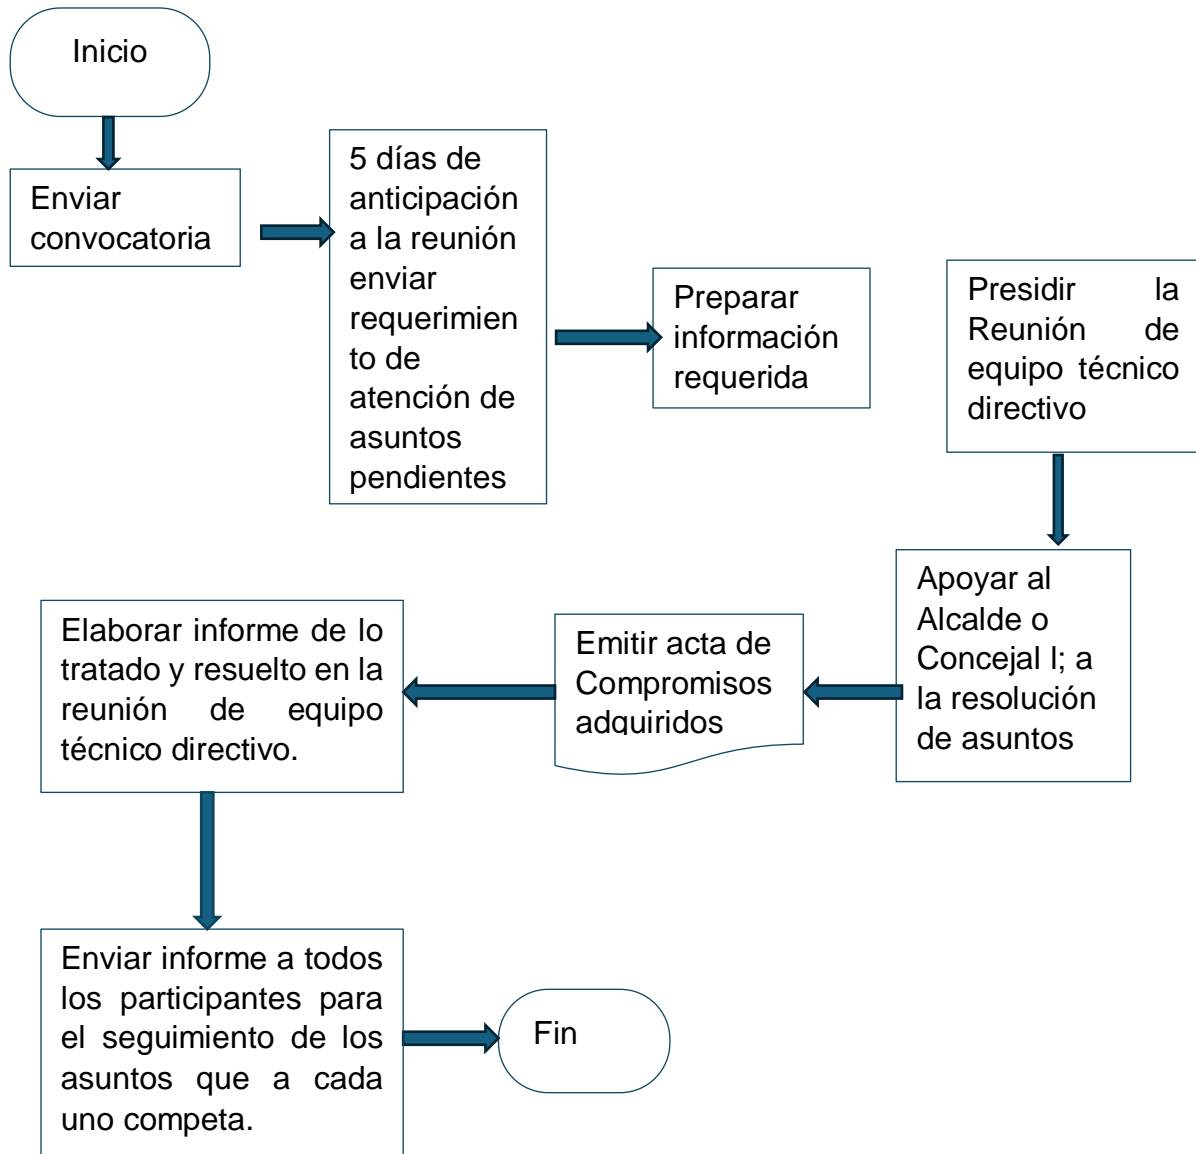 Inicio
Enviar
convocatoria
5 días de
anticipación
a la reunión
enviar
requerimien
to de
atención de
asuntos
pendientes
Preparar
información
requerida
Presidir la
Reunión de
equipo técnico
directivo
Apoyar al
Alcalde o
Concejal I; a
la resolución
de asuntos
Emitir acta de
Compromisos
adquiridos
Elaborar informe de lo
tratado y resuelto en la
reunión de equipo
técnico directivo.
Enviar informe a todos
los participantes para
el seguimiento de los
asuntos que a cada
uno competa.
Fin